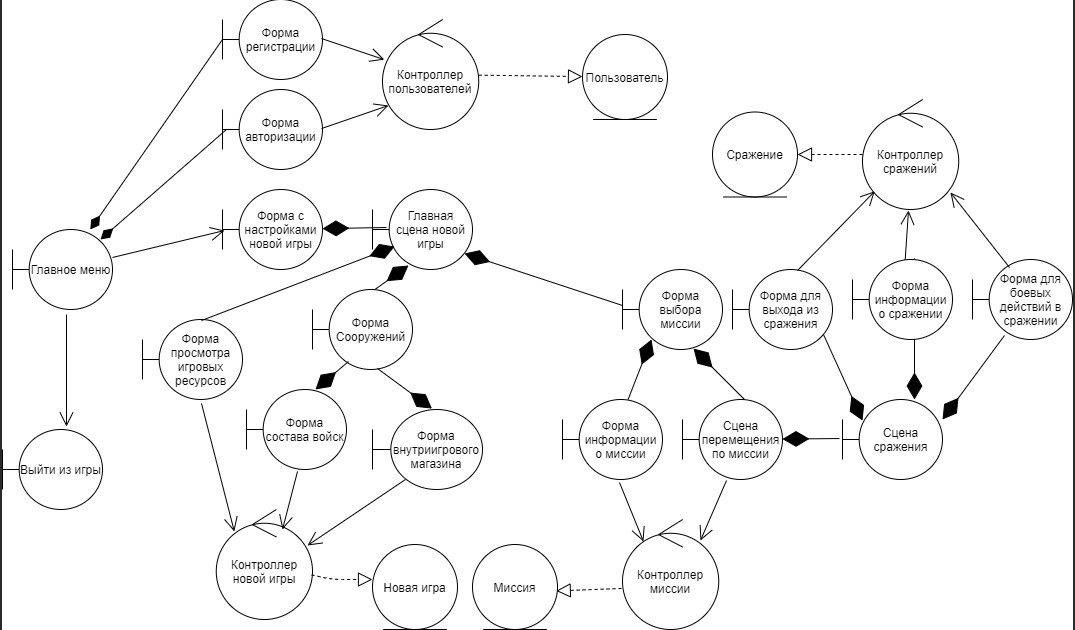 Форма
регистрации
Контроллер
пользователей
Пользователь
Форма
авторизации
Сражение
Контроллер
сражений
Форма с
настройками
новой игры
Главная
сцена новой
игры
Главное меню
Форма
выбора
миссии
Форма для
выхода из
сражения
Форма
информации
о сражении
Форма для
боевых
действий в
сражении
Форма
просмотра
игровых
ресурсов
Форма
Сооружений
Форма
состава войск
Форма
внутриигрового
магазина
Форма
информации
о миссии
Сцена
перемещения
по миссии
Сцена
сражения
Выйти из игры
Контроллер
новой игры
Новая игра
Миссия
Контроллер
миссии